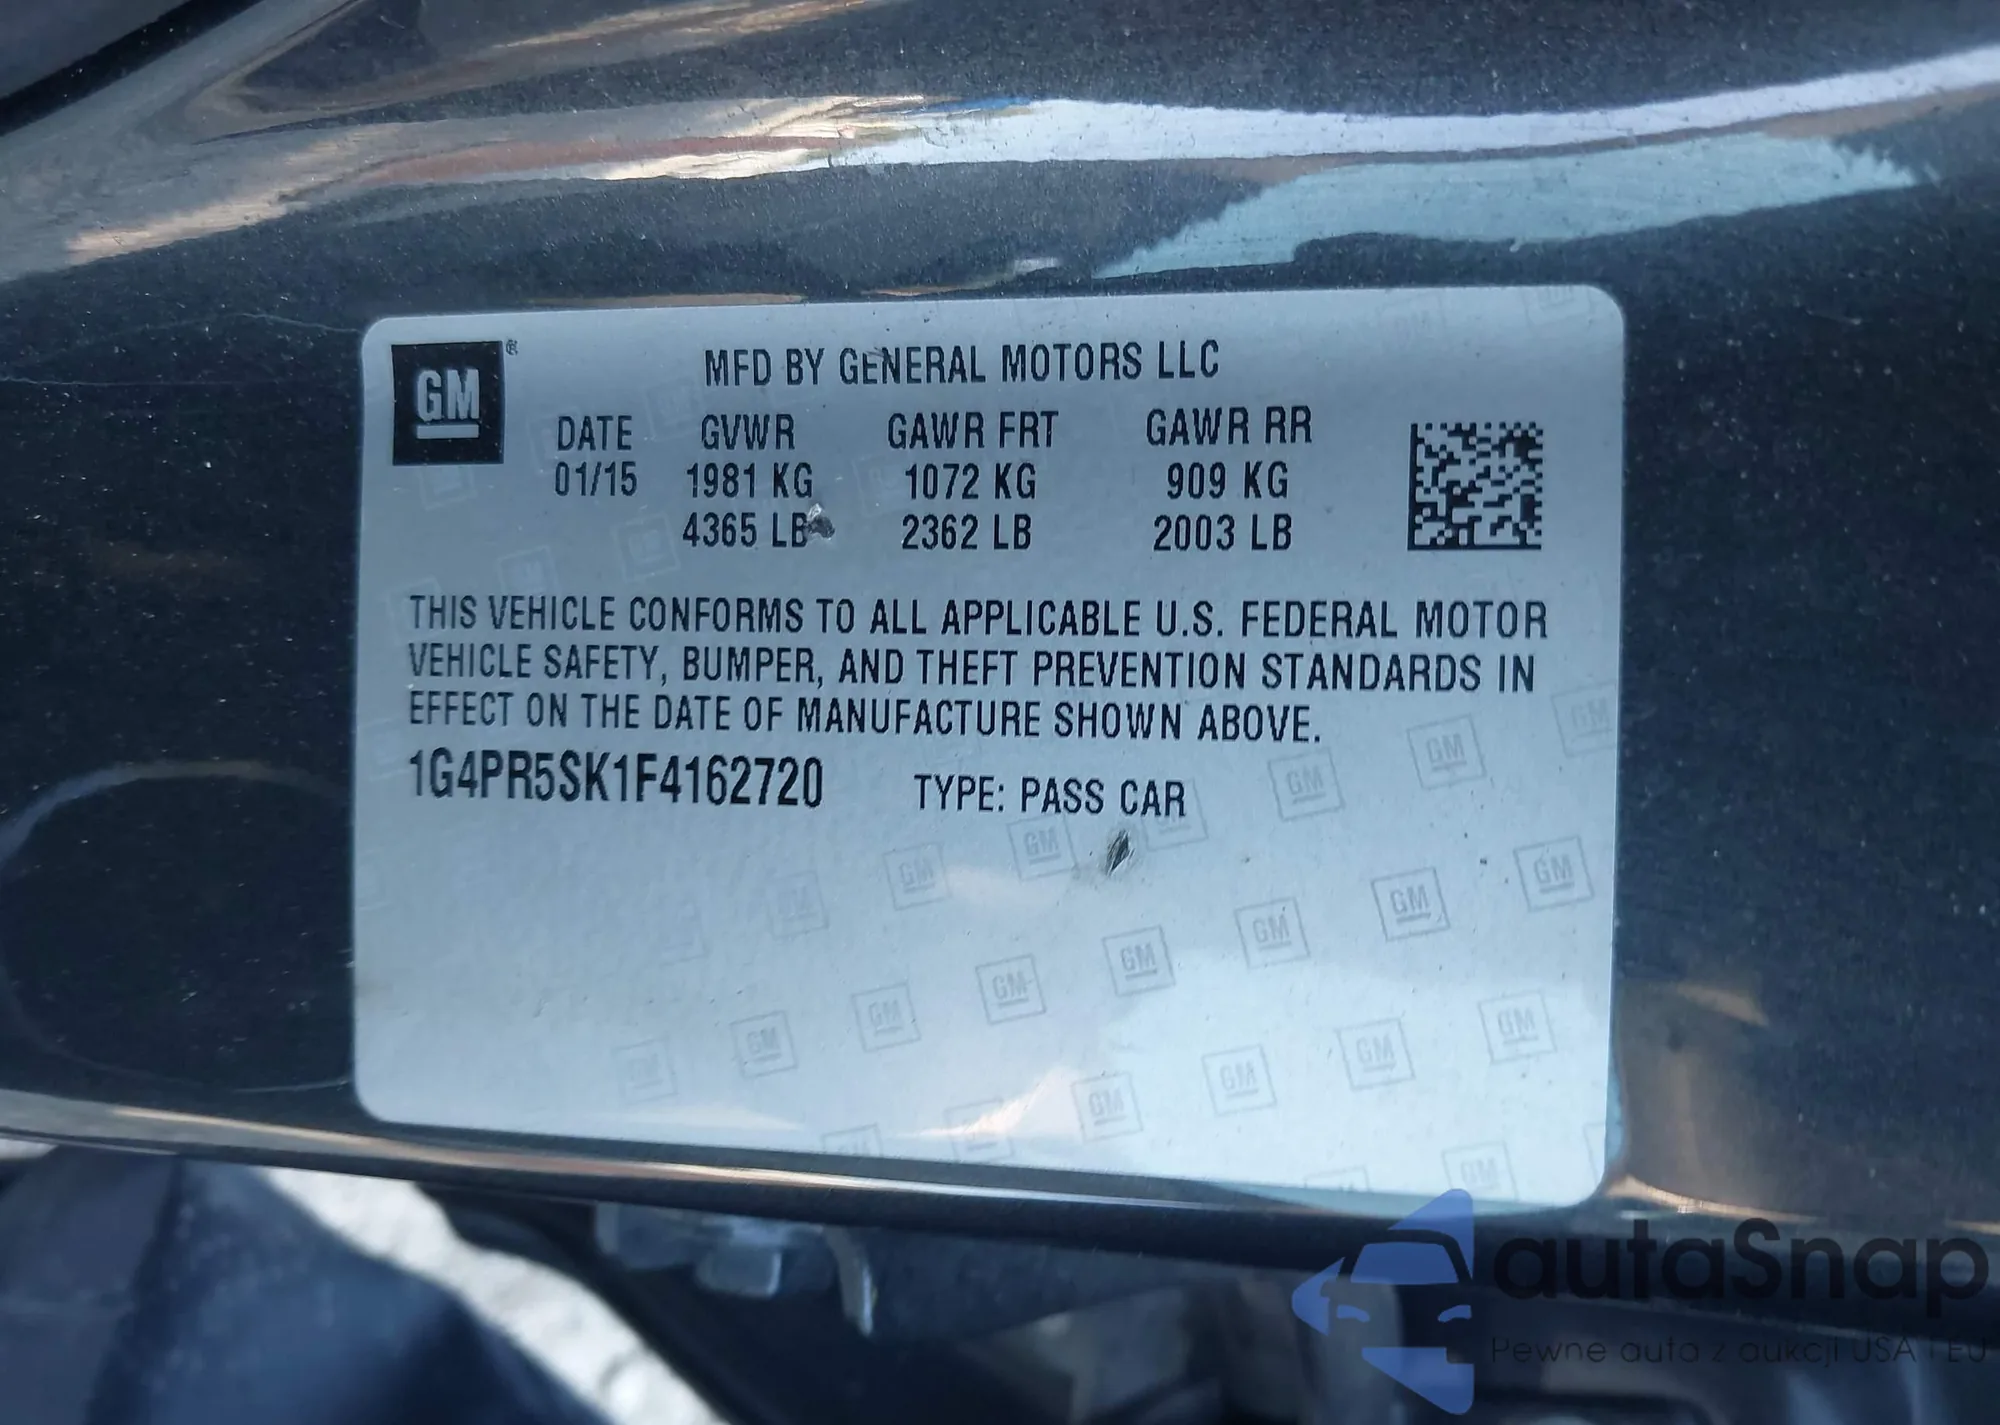 GM ®
MFD BY GENERAL MOTORS LLC
DATE GVWR GAWR FRT GAWR RR
01/15 1981 KG 1072 KG 909 KG
4365 LB 2362 LB 2003 LB
THIS VEHICLE CONFORMS TO ALL APPLICABLE U.S. FEDERAL MOTOR
VEHICLE SAFETY, BUMPER, AND THEFT PREVENTION STANDARDS IN
EFFECT ON THE DATE OF MANUFACTURE SHOWN ABOVE.
1G4PR5SK1F4162720 TYPE: PASS CAR
autaSnap
Pewne auta z aukcji USA i EU